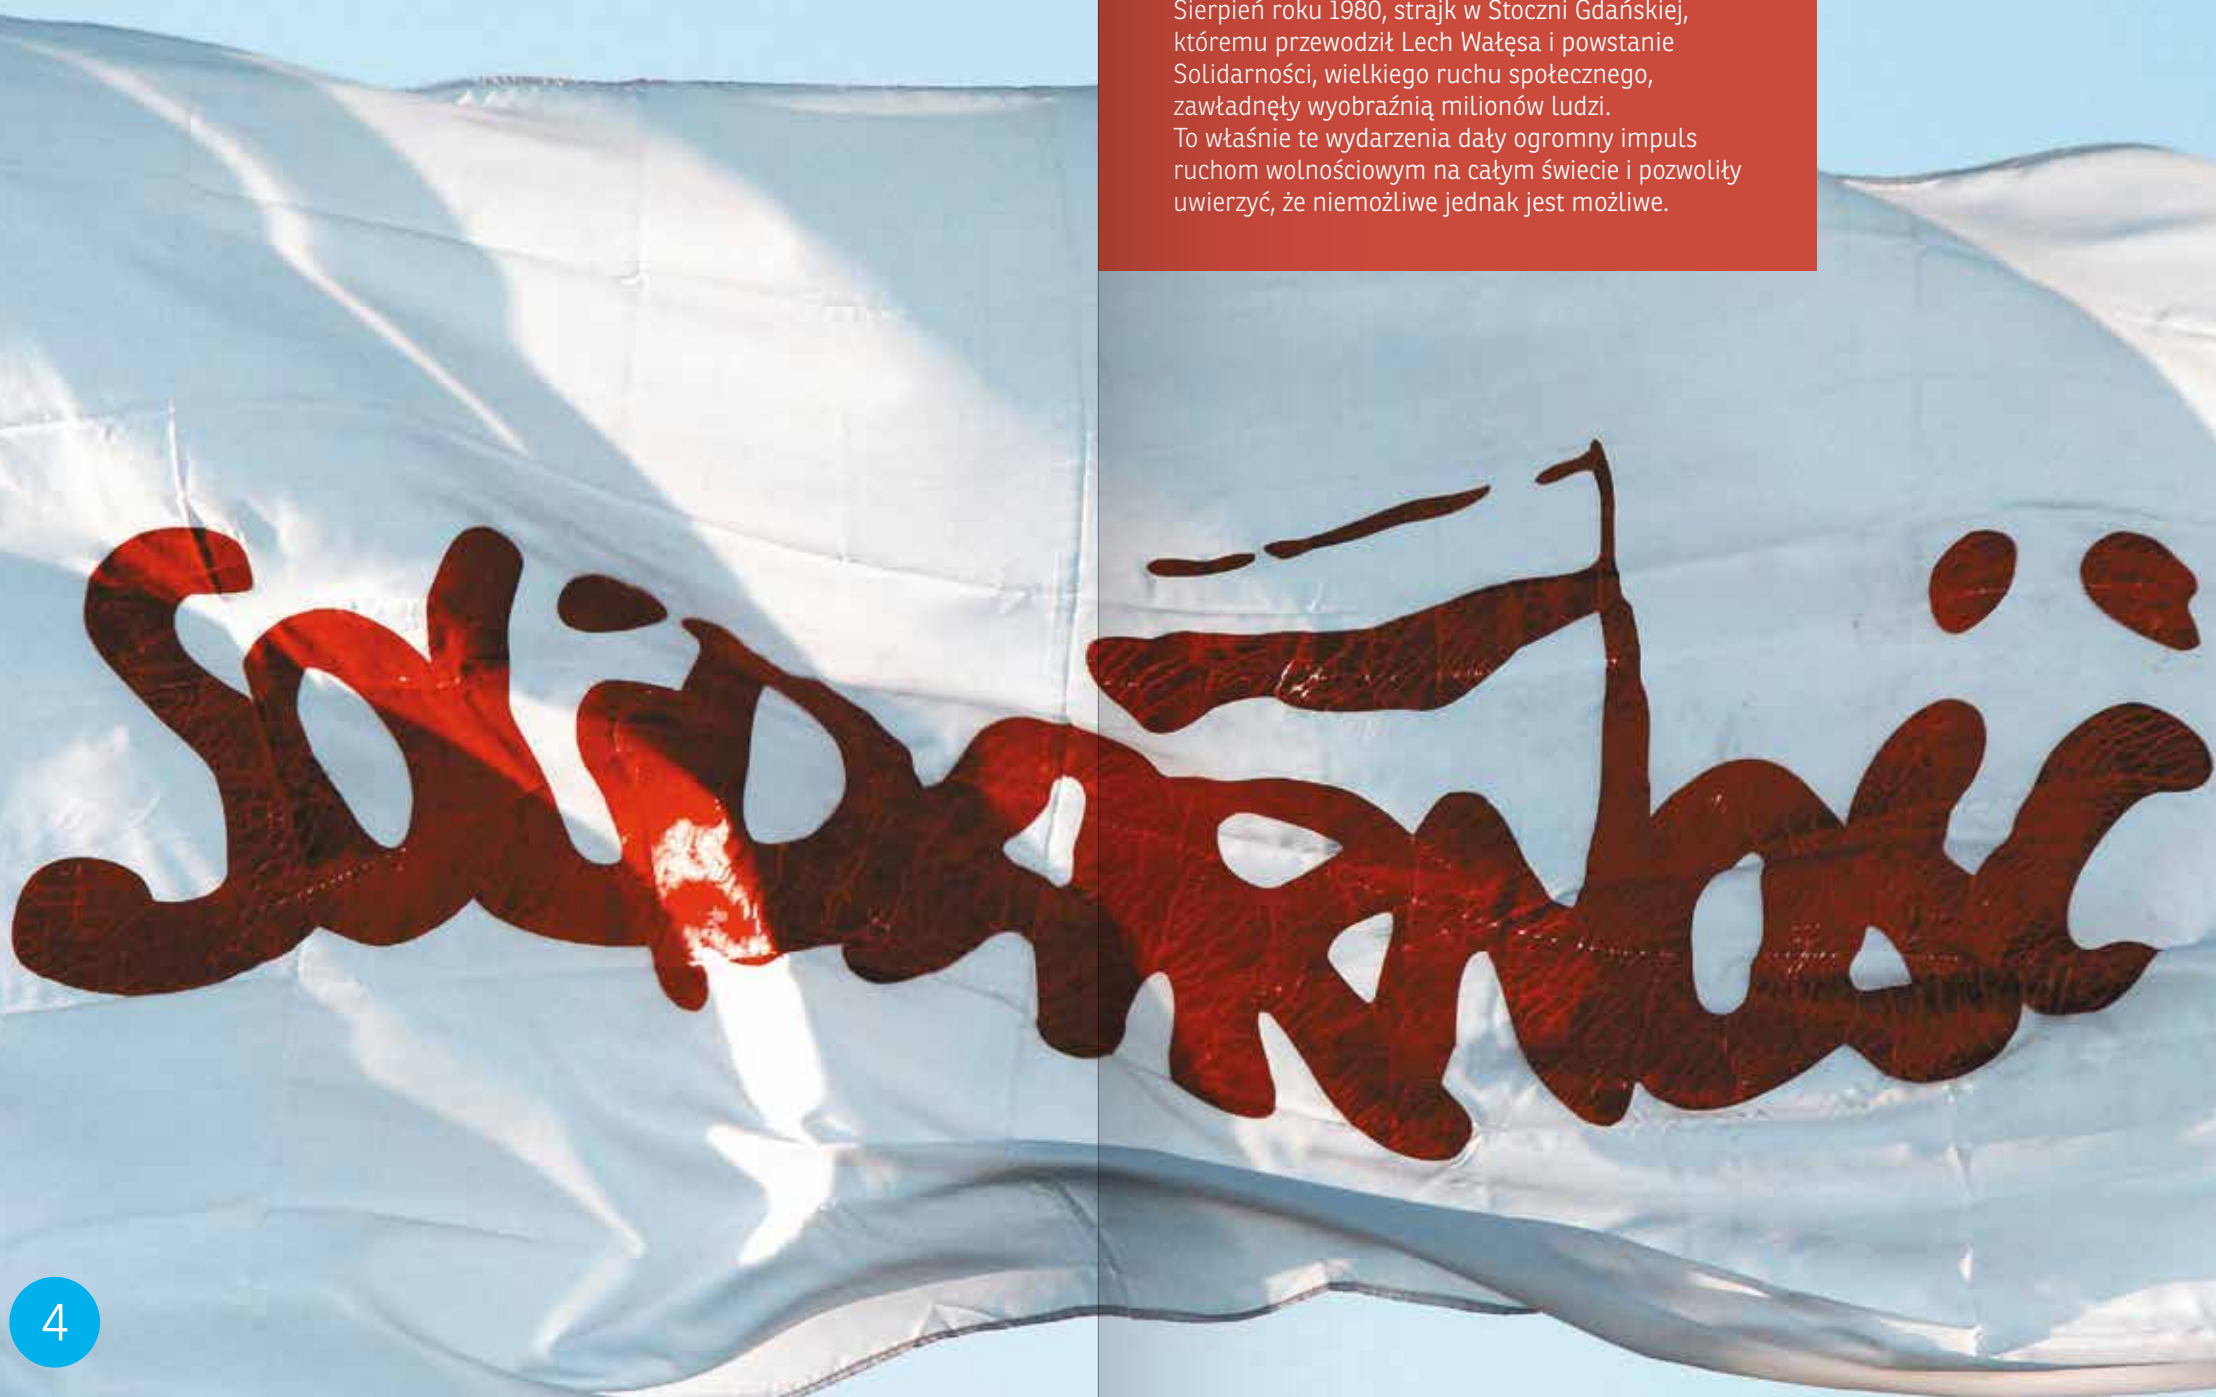 Sierpień roku 1980, strajk w Stoczni Gdańskiej,
któremu przewodził Lech Wałęsa i powstanie
Solidarności, wielkiego ruchu społecznego,
zawładnęły wyobraźnią milionów ludzi.
To właśnie te wydarzenia dały ogromny impuls
ruchom wolnościowym na całym świecie i pozwoliły
uwierzyć, że niemożliwe jednak jest możliwe.
Solidarność
4